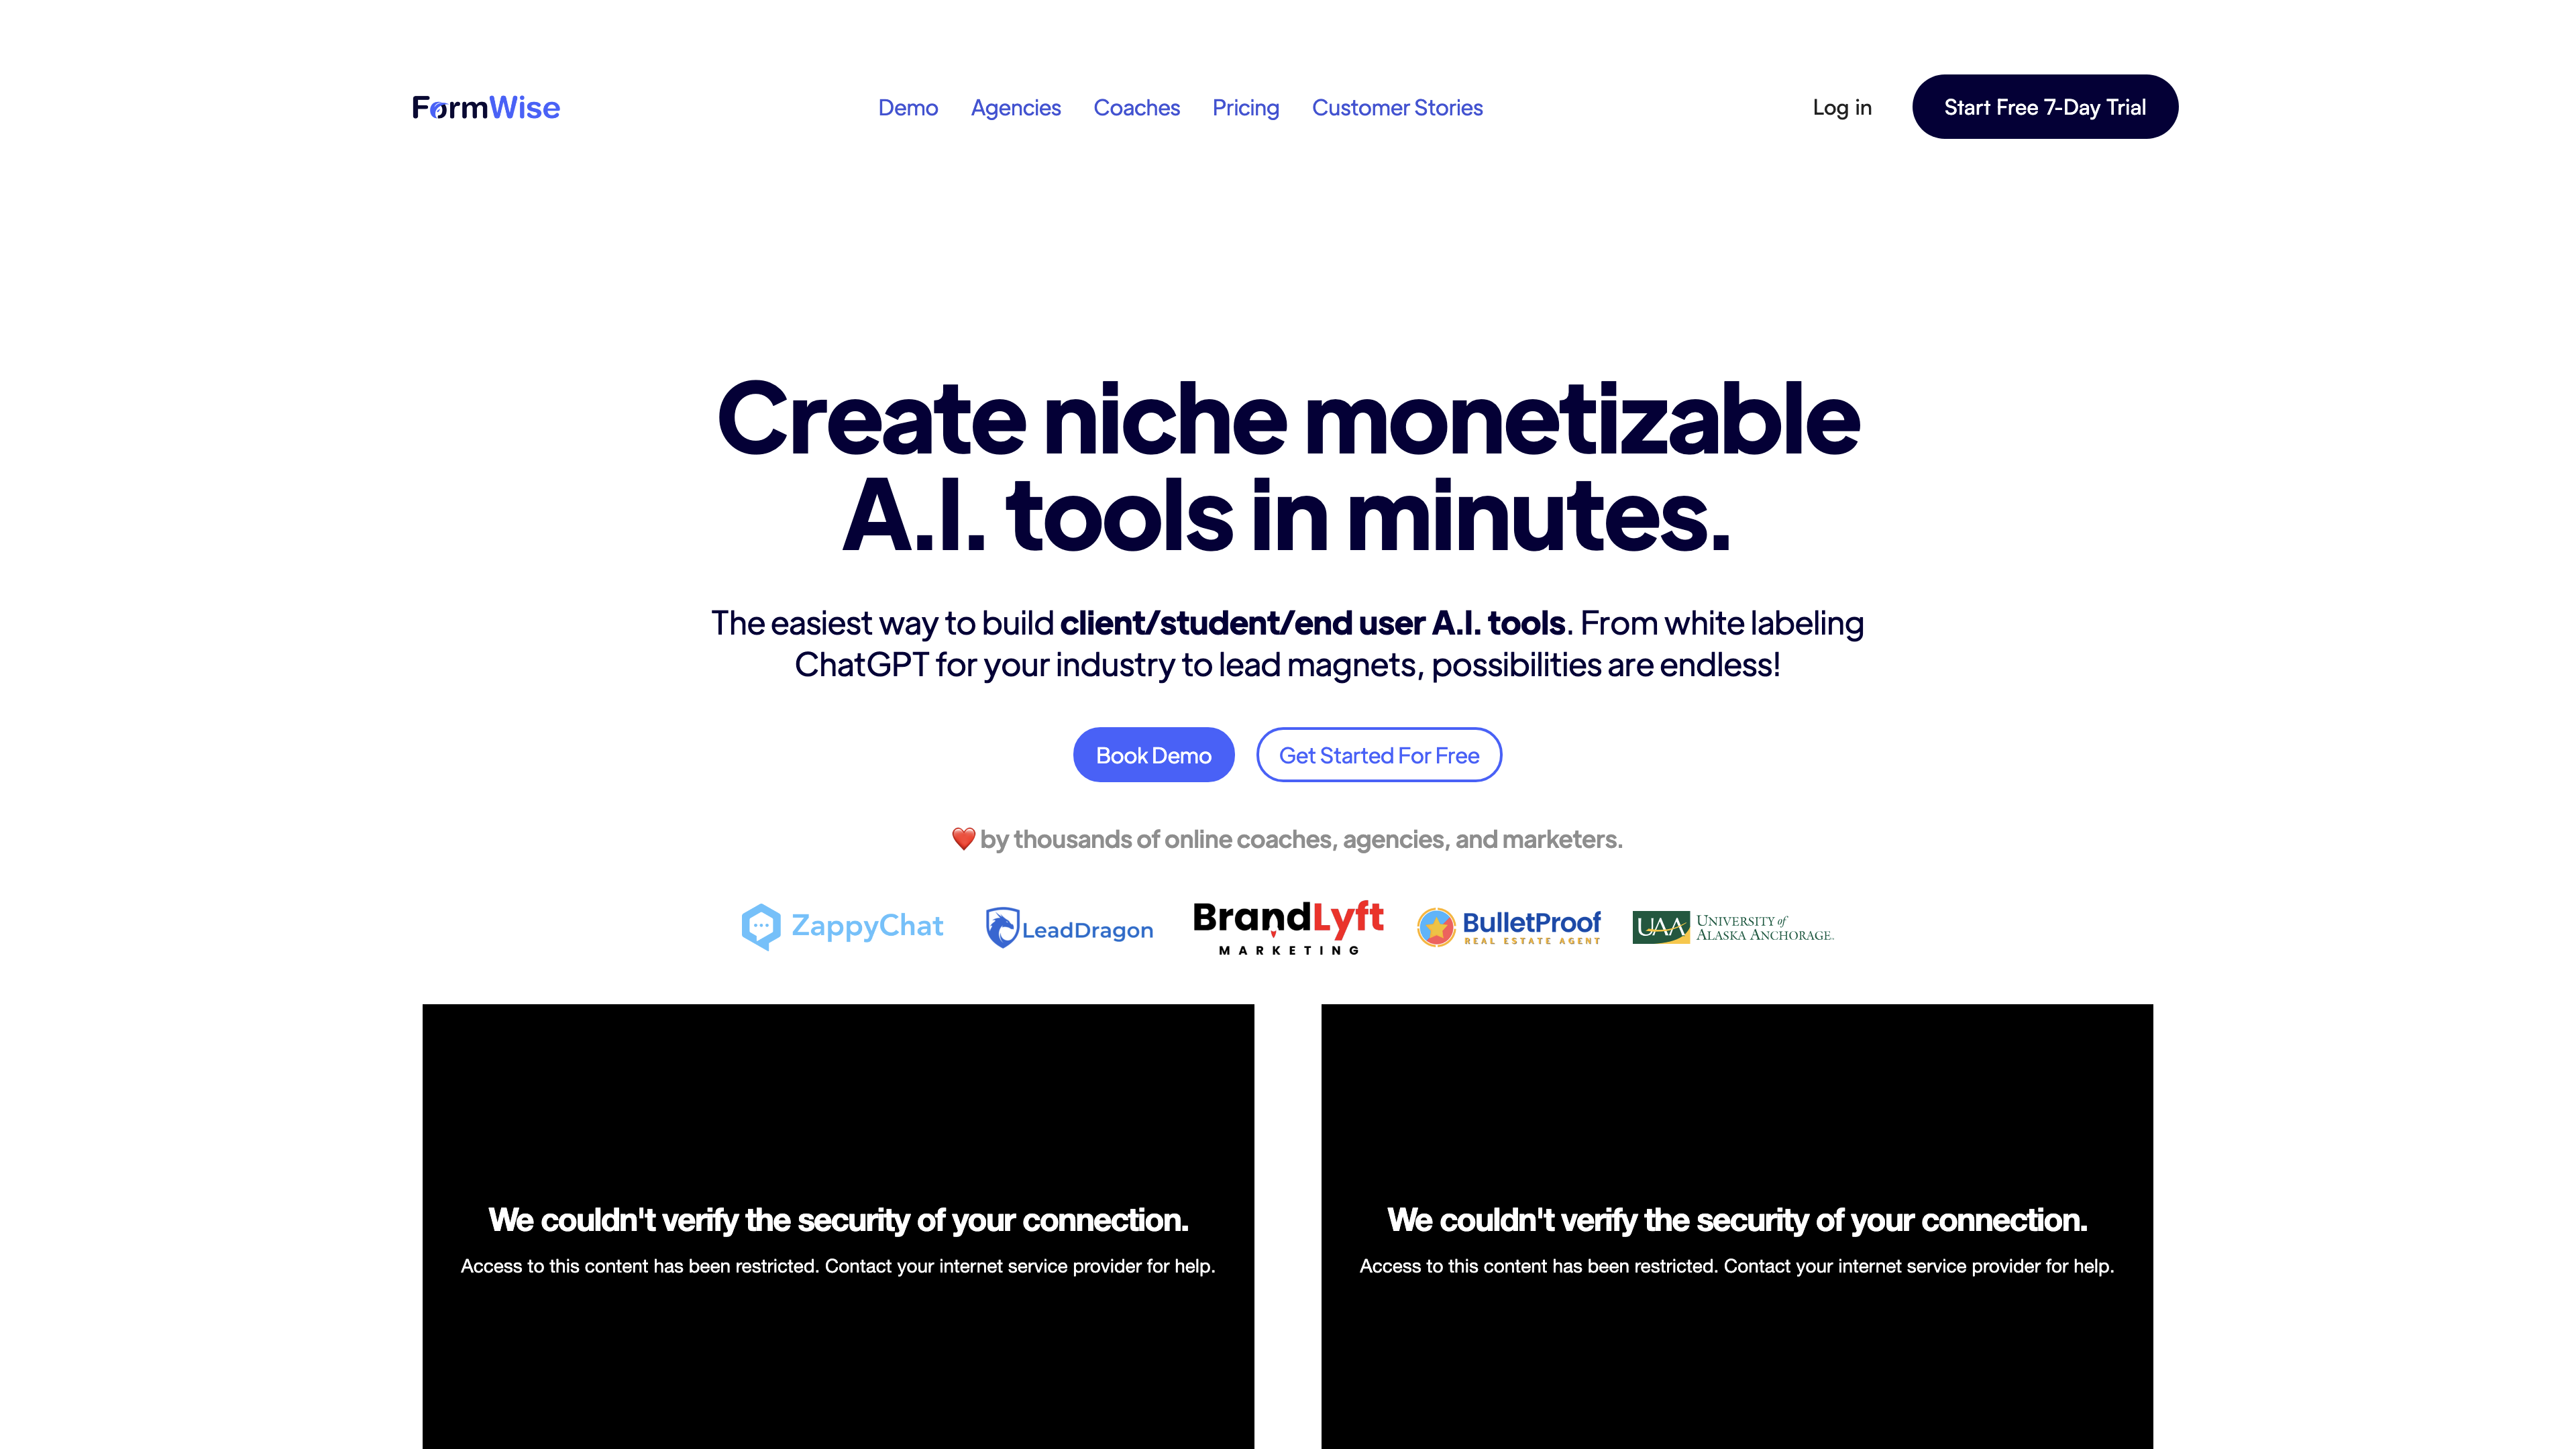 FormWise
Demo
Agencies
Coaches
Pricing
Customer Stories
Log in
Start Free 7-Day Trial
Create niche monetizable
A.I. tools in minutes.
The easiest way to build client/student/end user A.I. tools. From white labeling
ChatGPT for your industry to lead magnets, possibilities are endless!
Book Demo
Get Started For Free
❤️ by thousands of online coaches, agencies, and marketers.
ZappyChat
LeadDragon
BrandLyft
MARKETING
BulletProof
REAL ESTATE AGENT
UAA
UNIVERSITY of
ALASKA ANCHORAGE.
We couldn't verify the security of your connection.
Access to this content has been restricted. Contact your internet service provider for help.
We couldn't verify the security of your connection.
Access to this content has been restricted. Contact your internet service provider for help.